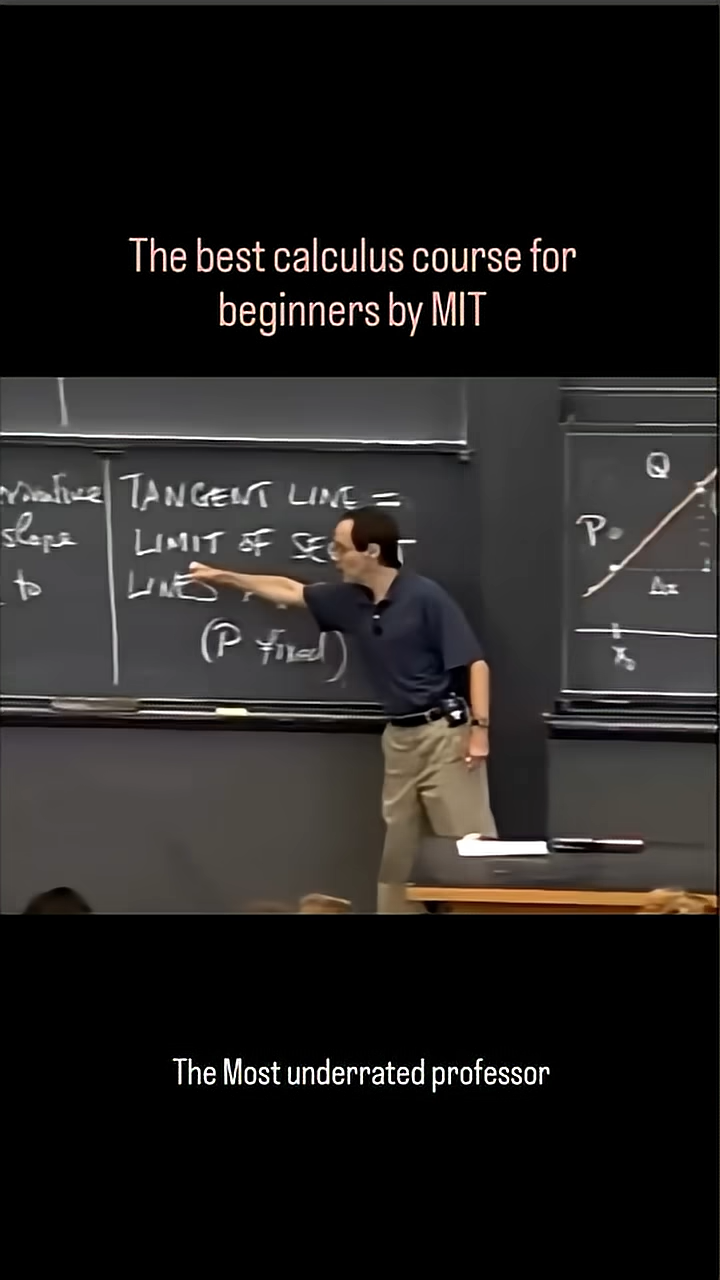 The best calculus course for
beginners by MIT
slope
to
TANGENT LINE =
LIMIT OF
LINES
(P fixed)
Q
P
Δx
x₀
The Most underrated professor